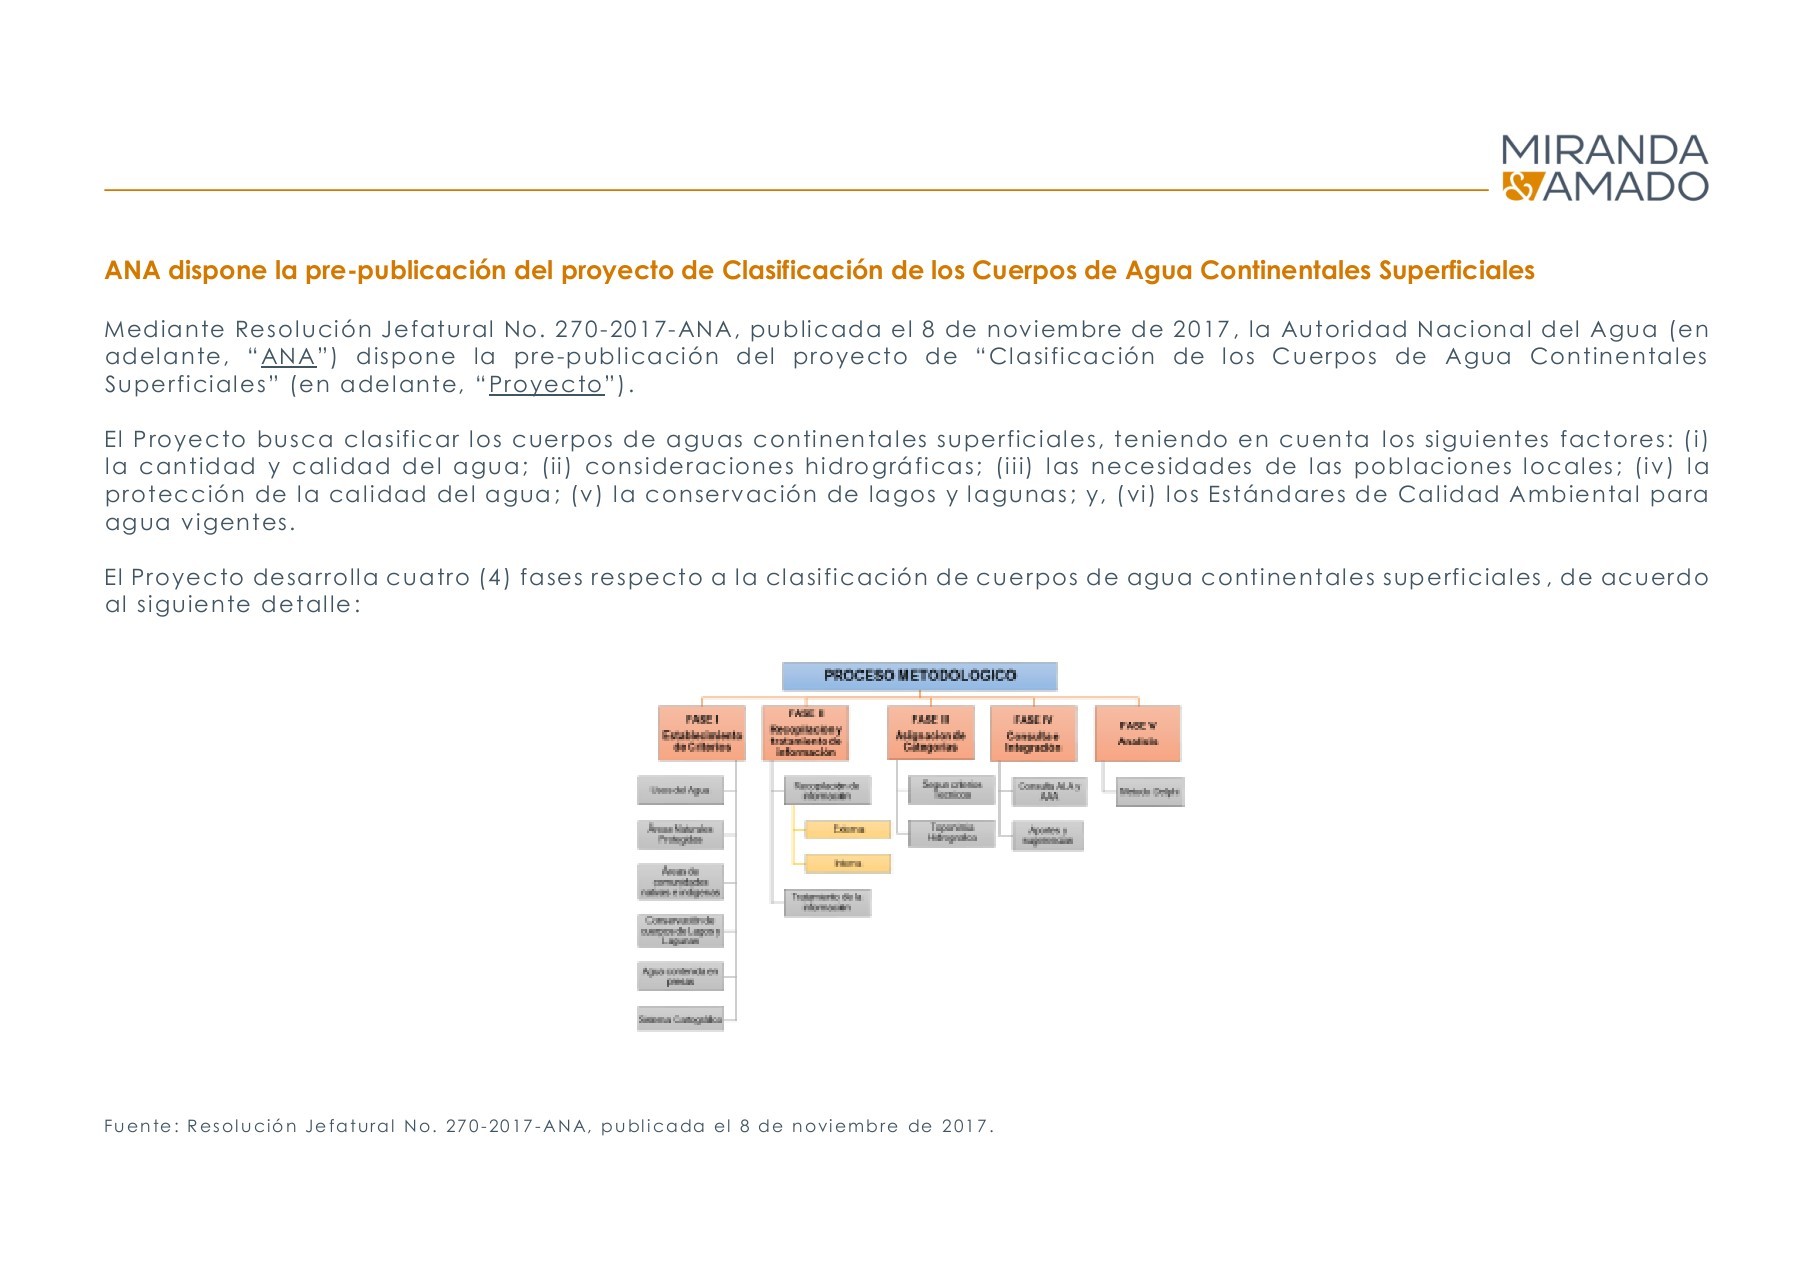 MIRANDA
&AMADO
ANA dispone la pre-publicación del proyecto de Clasificación de los Cuerpos de Agua Continentales Superficiales
Mediante Resolución Jefatural No. 270-2017-ANA, publicada el 8 de noviembre de 2017, la Autoridad Nacional del Agua (en
adelante, “ANA”) dispone la pre-publicación del proyecto de “Clasificación de los Cuerpos de Agua Continentales
Superficiales” (en adelante, “Proyecto”).
El Proyecto busca clasificar los cuerpos de aguas continentales superficiales, teniendo en cuenta los siguientes factores: (i)
la cantidad y calidad del agua; (ii) consideraciones hidrográficas; (iii) las necesidades de las poblaciones locales; (iv) la
protección de la calidad del agua; (v) la conservación de lagos y lagunas; y, (vi) los Estándares de Calidad Ambiental para
agua vigentes.
El Proyecto desarrolla cuatro (4) fases respecto a la clasificación de cuerpos de agua continentales superficiales, de acuerdo
al siguiente detalle:
PROCESO METODOLOGICO
FASE I
Establecimiento
de Criterios
FASE II
Recopilación y
tratamiento de
información
FASE III
Asignacion de
Categorias
FASE IV
Consulta e
Integración
FASE V
Analisis
Usos del Agua
Áreas Naturales
Protegidas
Áreas de
comunidades
nativas e indigenas
Conservación de
cuerpos de Lagos y
Lagunas
Agua contenida en
presas
Sistema Cartográfico
Recopilación de
información
Externa
Interna
Tratamiento de la
información
Segun criterios
Tecnicos
Toponimia
Hidrografica
Consulta ALA y
AAA
Aportes y
sugerencias
Metodo Delphi
Fuente: Resolución Jefatural No. 270-2017-ANA, publicada el 8 de noviembre de 2017.